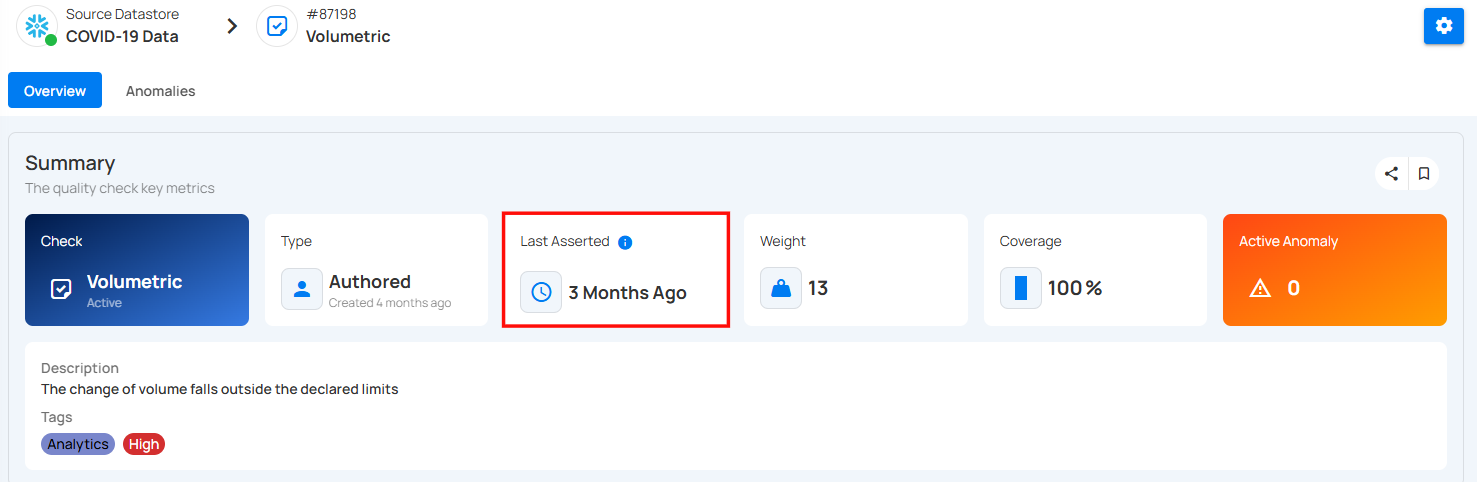 Source Datastore
COVID-19 Data
#87198
Volumetric
Overview
Anomalies
Summary
The quality check key metrics
Check
Volumetric
Active
Type
Authored
Created 4 months ago
Last Asserted
3 Months Ago
Weight
13
Coverage
100%
Active Anomaly
0
Description
The change of volume falls outside the declared limits
Tags
Analytics
High